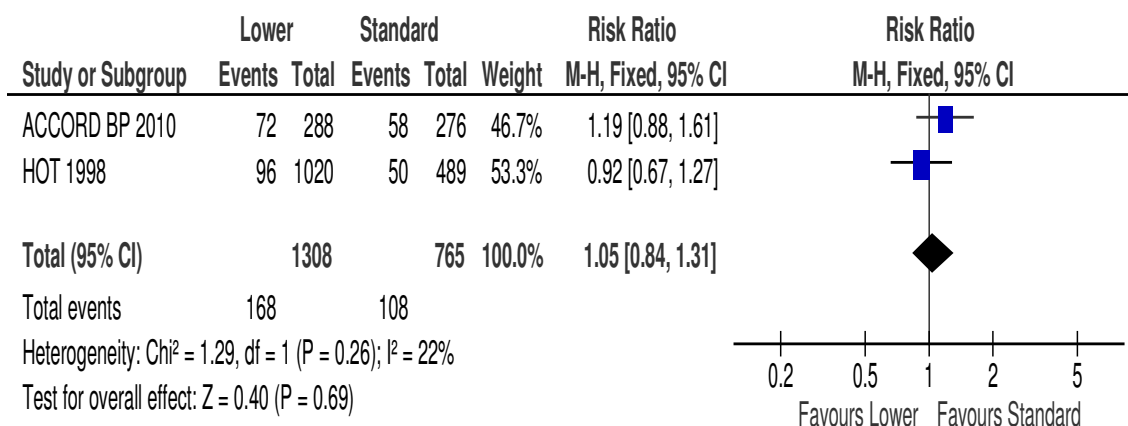 Lower Standard Risk Ratio Risk Ratio
Study or Subgroup Events Total Events Total Weight M-H, Fixed, 95% CI M-H, Fixed, 95% CI
ACCORD BP 2010 72 288 58 276 46.7% 1.19 [0.88, 1.61]
HOT 1998 96 1020 50 489 53.3% 0.92 [0.67, 1.27]
Total (95% CI) 1308 765 100.0% 1.05 [0.84, 1.31]
Total events 168 108
Heterogeneity: Chi² = 1.29, df = 1 (P = 0.26); I² = 22%
Test for overall effect: Z = 0.40 (P = 0.69)
0.2 0.5 1 2 5
Favours Lower Favours Standard